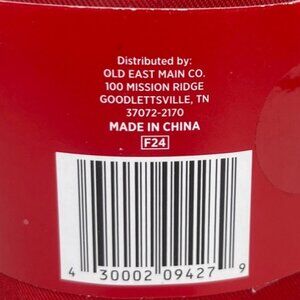 Distributed by:
OLD EAST MAIN CO.
100 MISSION RIDGE
GOODLETTSVILLE, TN
37072-2170
MADE IN CHINA
F24
4 30002 09427 9